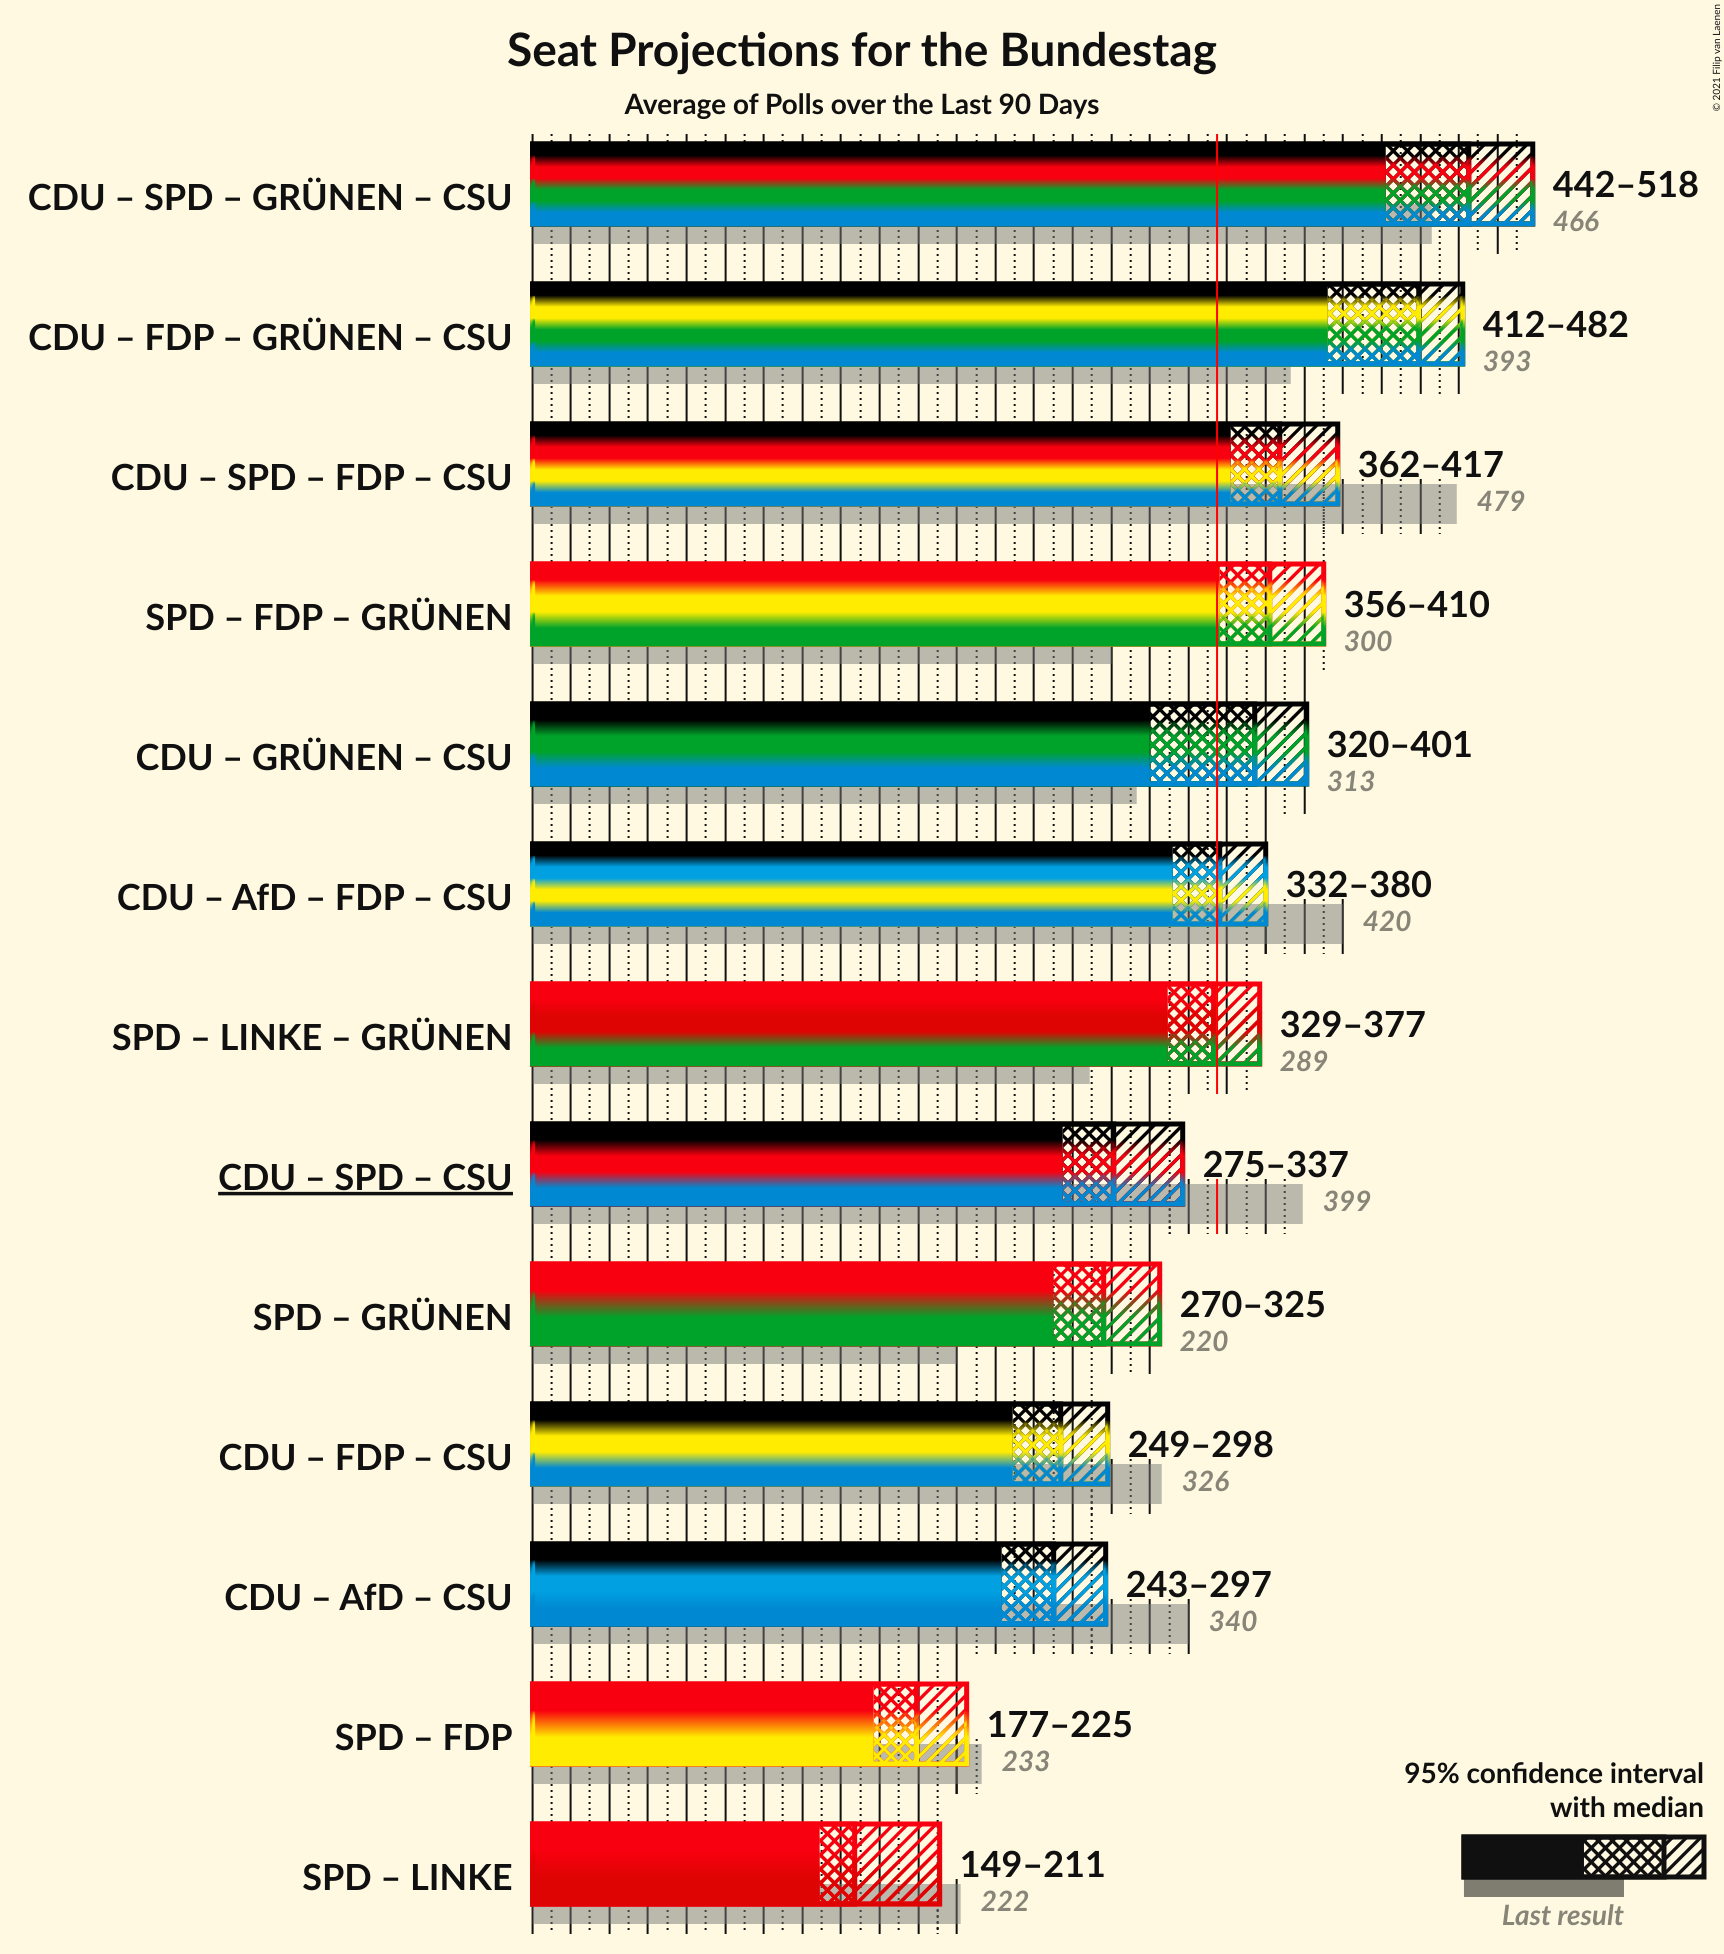 Seat Projections for the Bundestag
Average of Polls over the Last 90 Days
© 2021 Filip van Laenen
CDU – SPD – GRÜNEN – CSU
442–518
466
CDU – FDP – GRÜNEN – CSU
412–482
393
CDU – SPD – FDP – CSU
362–417
479
SPD – FDP – GRÜNEN
356–410
300
CDU – GRÜNEN – CSU
320–401
313
CDU – AfD – FDP – CSU
332–380
420
SPD – LINKE – GRÜNEN
329–377
289
CDU – SPD – CSU
275–337
399
SPD – GRÜNEN
270–325
220
CDU – FDP – CSU
249–298
326
CDU – AfD – CSU
243–297
340
SPD – FDP
177–225
233
SPD – LINKE
149–211
222
95% confidence interval
with median
Last result